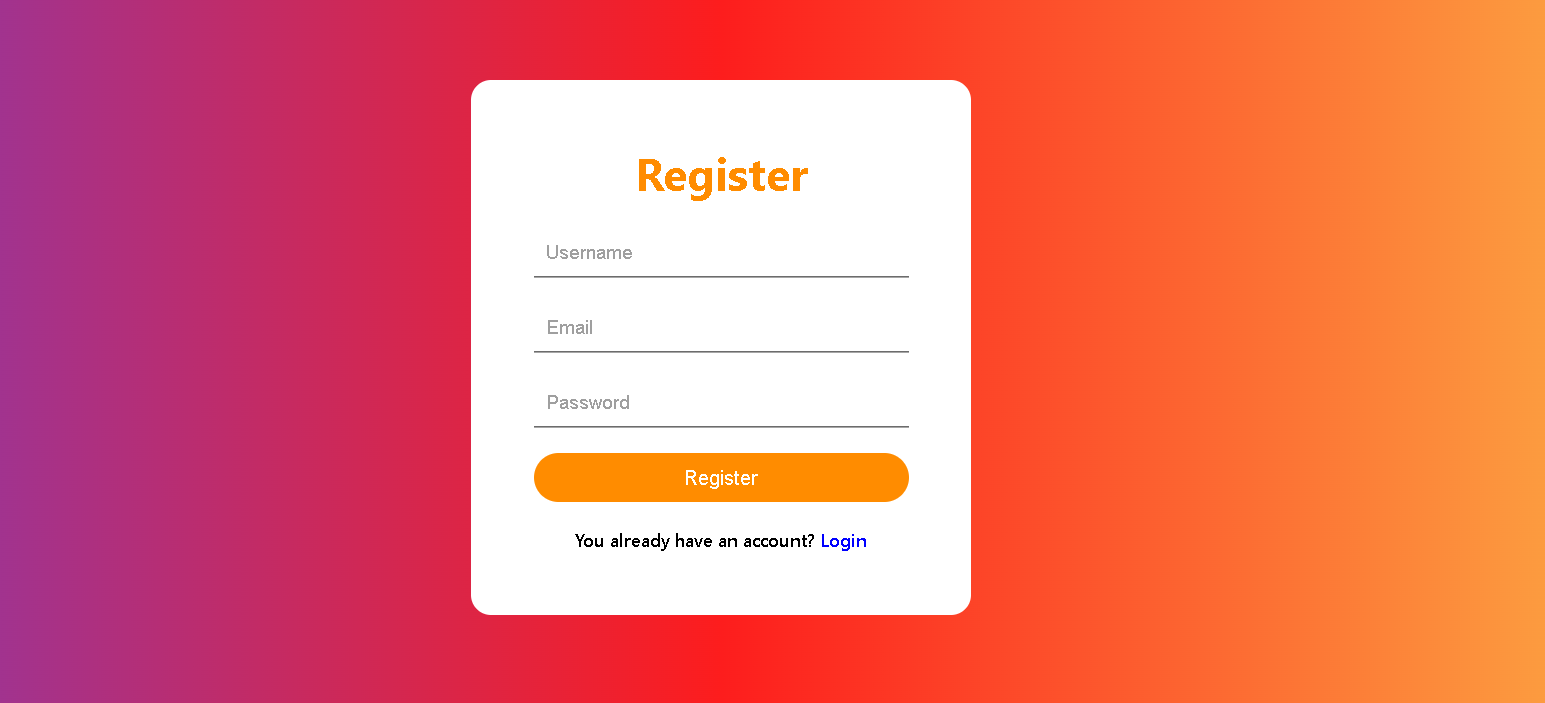 Register
Username
Email
Password
Register
You already have an account? Login